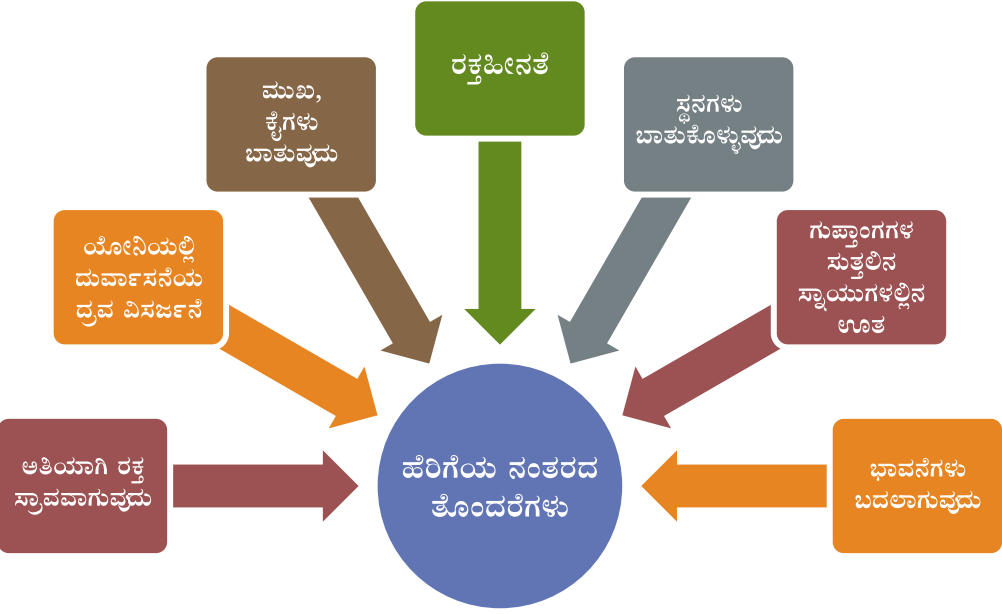 ರಕ್ತಹೀನತೆ
ಮುಖ,
ಕೈಗಳು
ಬಾತುವುದು
ಸ್ಥನಗಳು
ಬಾತುಕೊಳ್ಳುವುದು
ಯೋನಿಯಲ್ಲಿ
ದುರ್ವಾಸನೆಯ
ದ್ರವ ವಿಸರ್ಜನೆ
ಗುಪ್ತಾಂಗಗಳ
ಸುತ್ತಲಿನ
ಸ್ನಾಯುಗಳಲ್ಲಿನ
ಊತ
ಅತಿಯಾಗಿ ರಕ್ತ
ಸ್ರಾವವಾಗುವುದು
ಹೆರಿಗೆಯ ನಂತರದ
ತೊಂದರೆಗಳು
ಭಾವನೆಗಳು
ಬದಲಾಗುವುದು